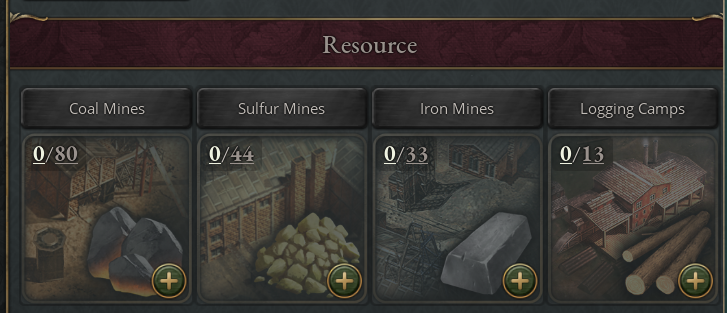 Resource
Coal Mines
Sulfur Mines
Iron Mines
Logging Camps
0/80
0/44
0/33
0/13